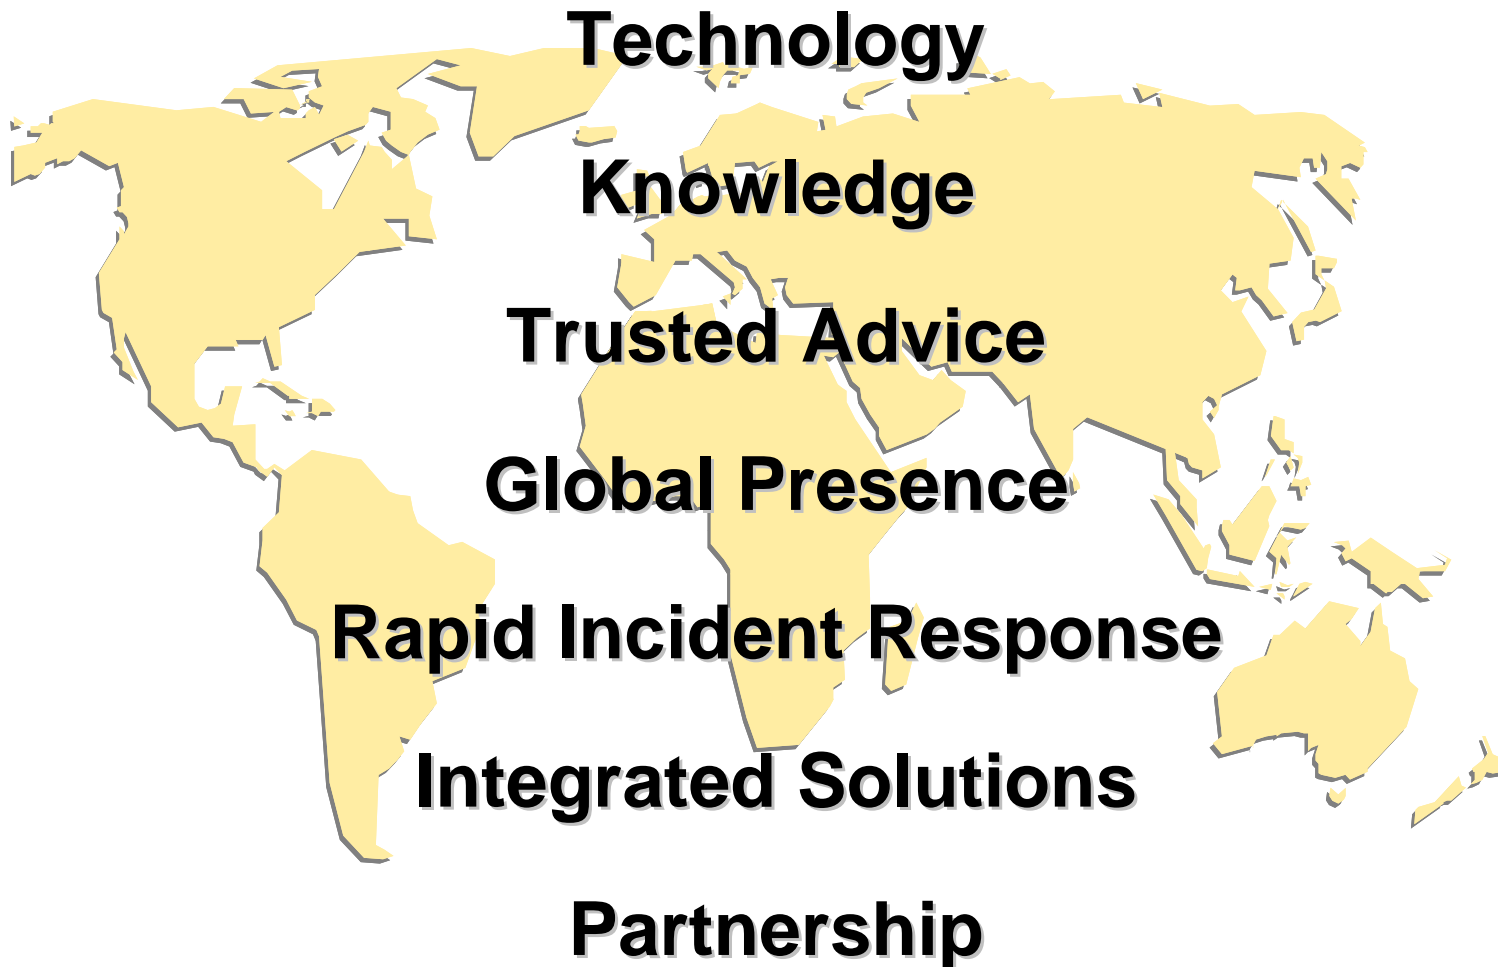 Technology
Knowledge
Trusted Advice
Global Presence
Rapid Incident Response
Integrated Solutions
Partnership